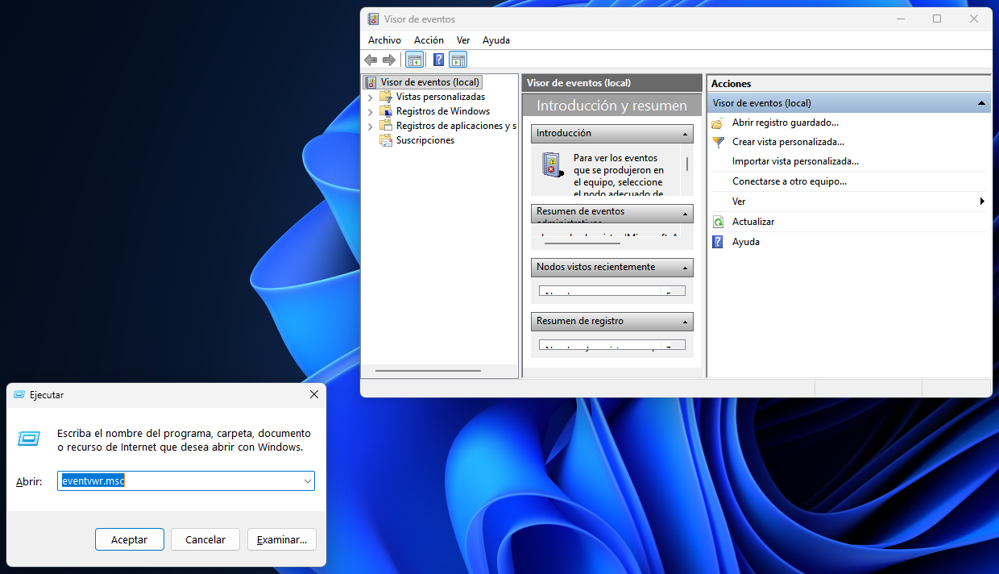 Visor de eventos
Archivo Acción Ver Ayuda
Visor de eventos (local)
Vistas personalizadas
Registros de Windows
Registros de aplicaciones y s
Suscripciones
Visor de eventos (local)
Introducción y resumen
Introducción
Para ver los eventos
que se produjeron en
el equipo, seleccione
el nodo adecuado de
Resumen de eventos
administrativos
Nodos vistos recientemente
Resumen de registro
Acciones
Visor de eventos (local)
Abrir registro guardado...
Crear vista personalizada...
Importar vista personalizada...
Conectarse a otro equipo...
Ver
Actualizar
Ayuda
Ejecutar
Escriba el nombre del programa, carpeta, documento
o recurso de Internet que desea abrir con Windows.
Abrir: eventvwr.msc
Aceptar Cancelar Examinar...